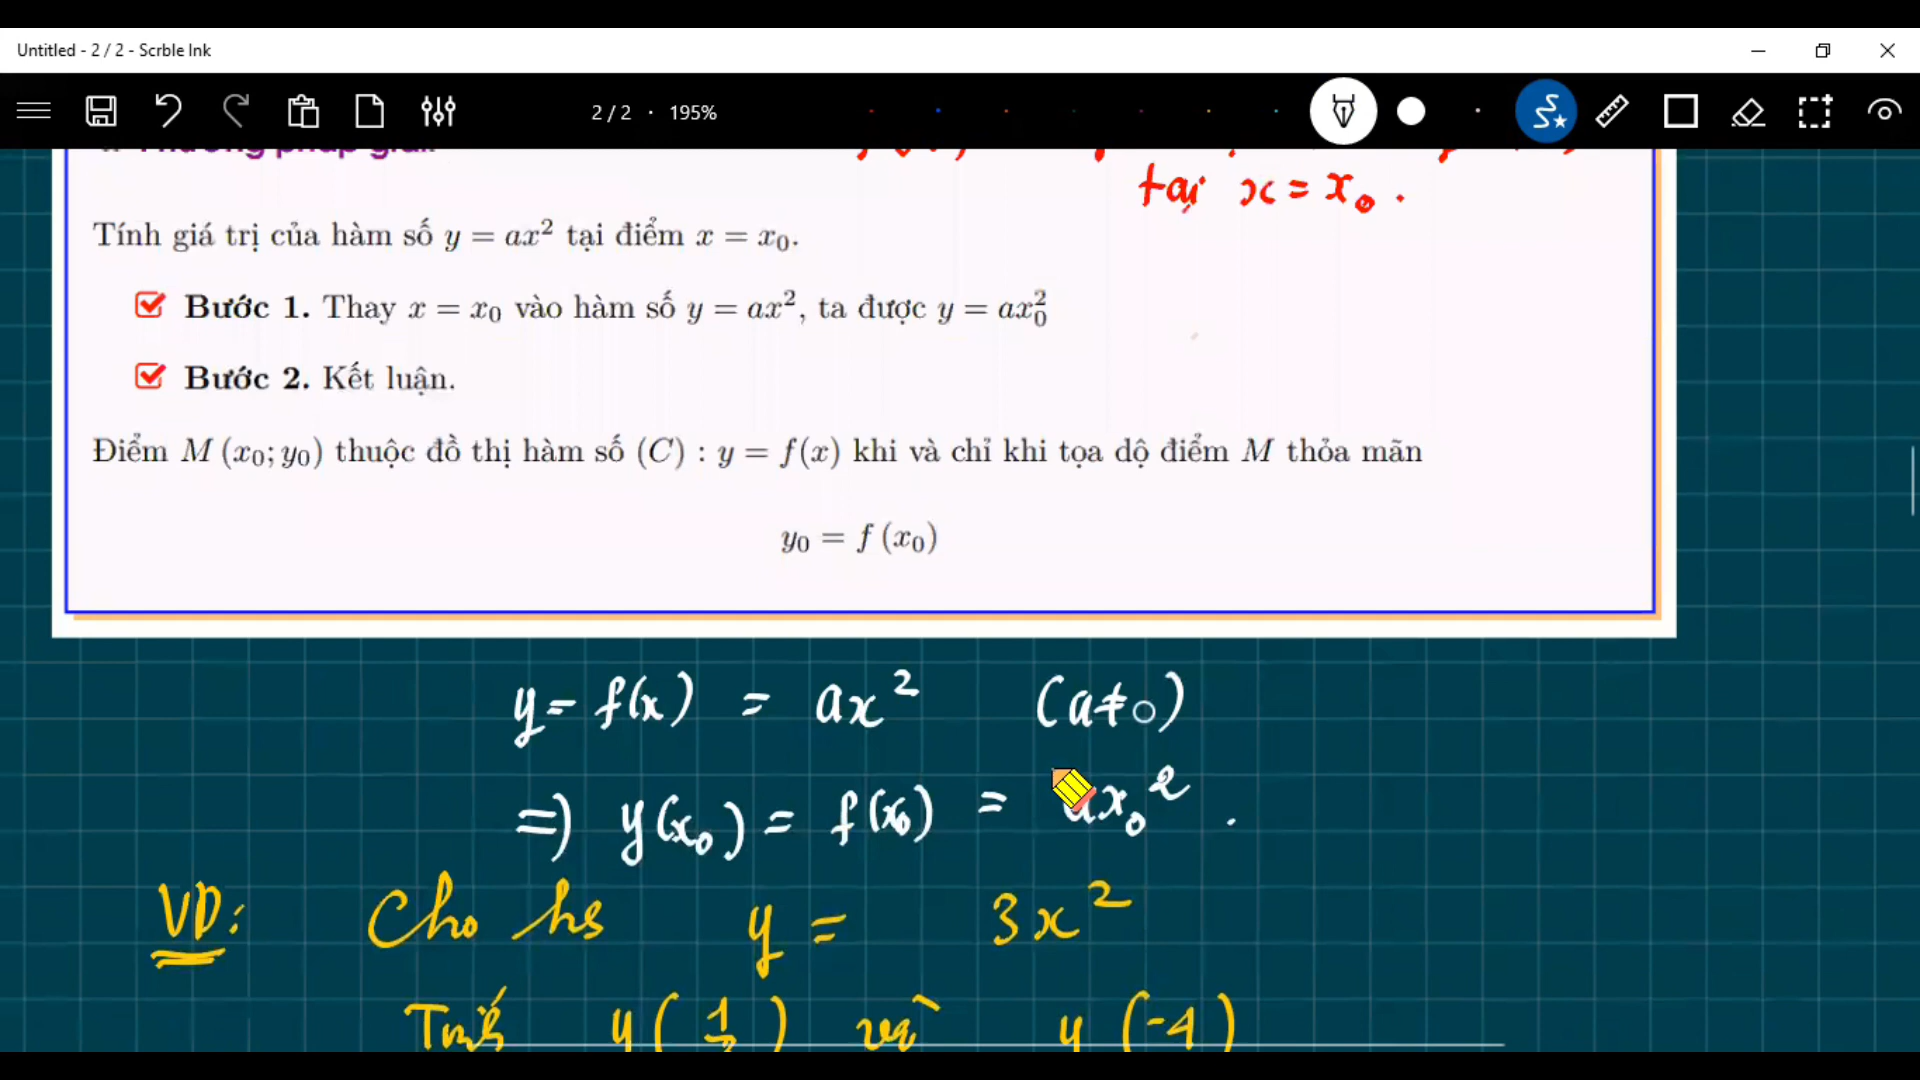 Untitled - 2 / 2 - Scrble Ink
2 / 2 · 195%
tại x = x₀ .
Tính giá trị của hàm số y = ax² tại điểm x = x₀.
Bước 1. Thay x = x₀ vào hàm số y = ax², ta được y = ax₀²
Bước 2. Kết luận.
Điểm M (x₀; y₀) thuộc đồ thị hàm số (C) : y = f(x) khi và chỉ khi tọa dộ điểm M thỏa mãn
y₀ = f (x₀)
y = f(x) = ax² (a ≠ 0)
=) y(x₀) = f(x₀) = ax₀² .
VD: Cho hs y = 3x²
y ( và y (-4)